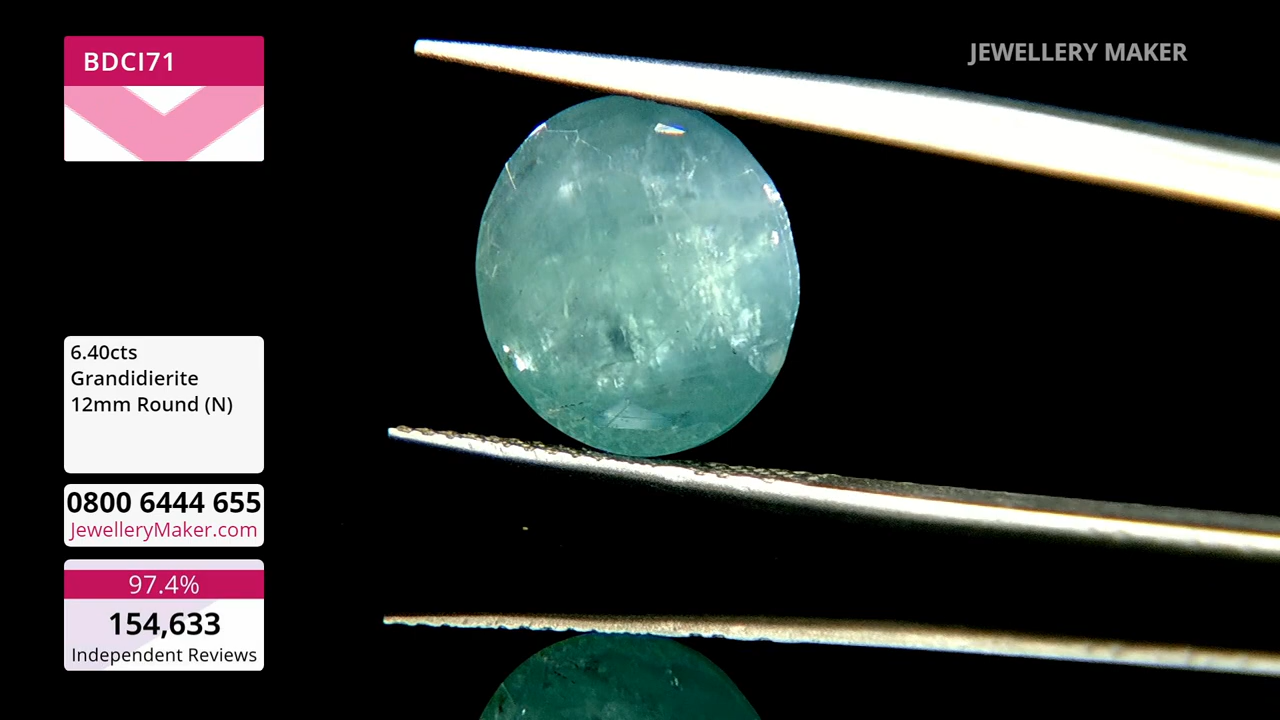 BDCI71
JEWELLERY MAKER
6.40cts
Grandidierite
12mm Round (N)
0800 6444 655
JewelleryMaker.com
97.4%
154,633
Independent Reviews